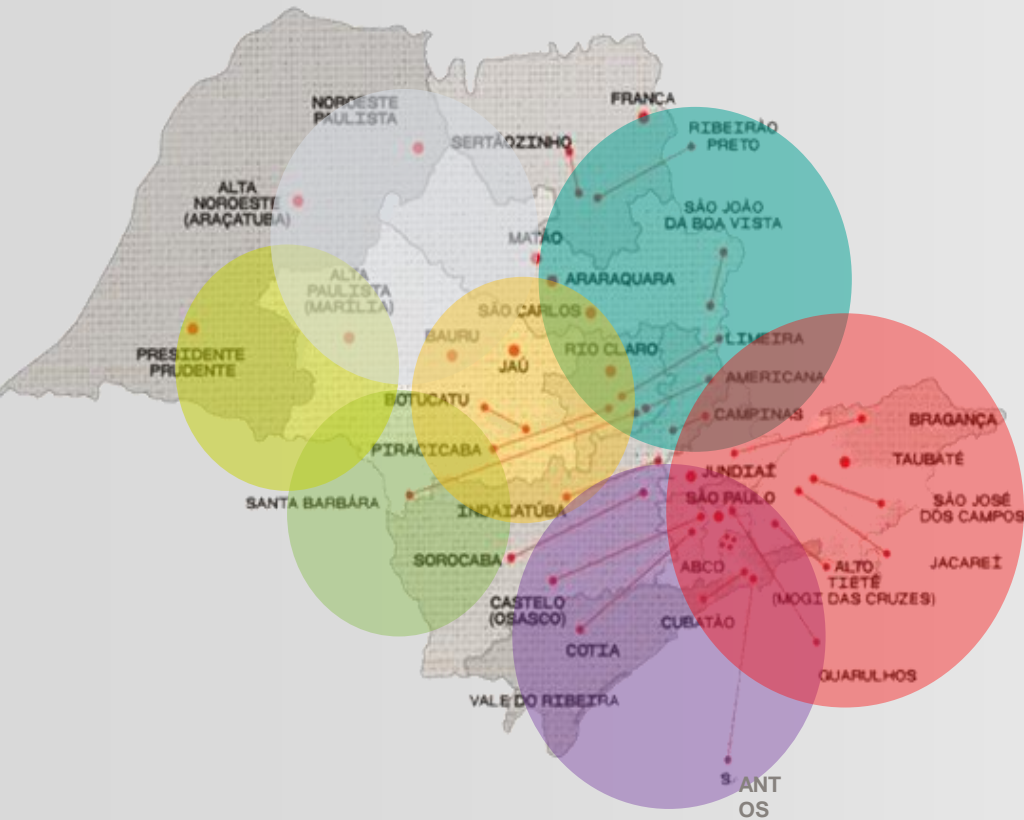 FRANCA
NOROESTE
PAULISTA
RIBEIRÃO
PRETO
SERTÃOZINHO
ALTA
NOROESTE
(ARAÇATUBA)
SÃO JOÃO
DA BOA VISTA
MATÃO
ALTA
PAULISTA
(MARÍLIA)
ARARAQUARA
SÃO CARLOS
BAURU
LIMEIRA
RIO CLARO
PRESIDENTE
PRUDENTE
JAÚ
AMERICANA
BOTUCATU
CAMPINAS
BRAGANÇA
PIRACICABA
TAUBATÉ
JUNDIAÍ
SANTA BARBÁRA
SÃO PAULO
SÃO JOSÉ
DOS CAMPOS
INDAIATÚBA
SOROCABA
JACAREÍ
ABCD
ALTO
TIETÊ
(MOGI DAS CRUZES)
CASTELO
(OSASCO)
CUBATÃO
COTIA
GUARULHOS
VALE DO RIBEIRA
S ANT
OS